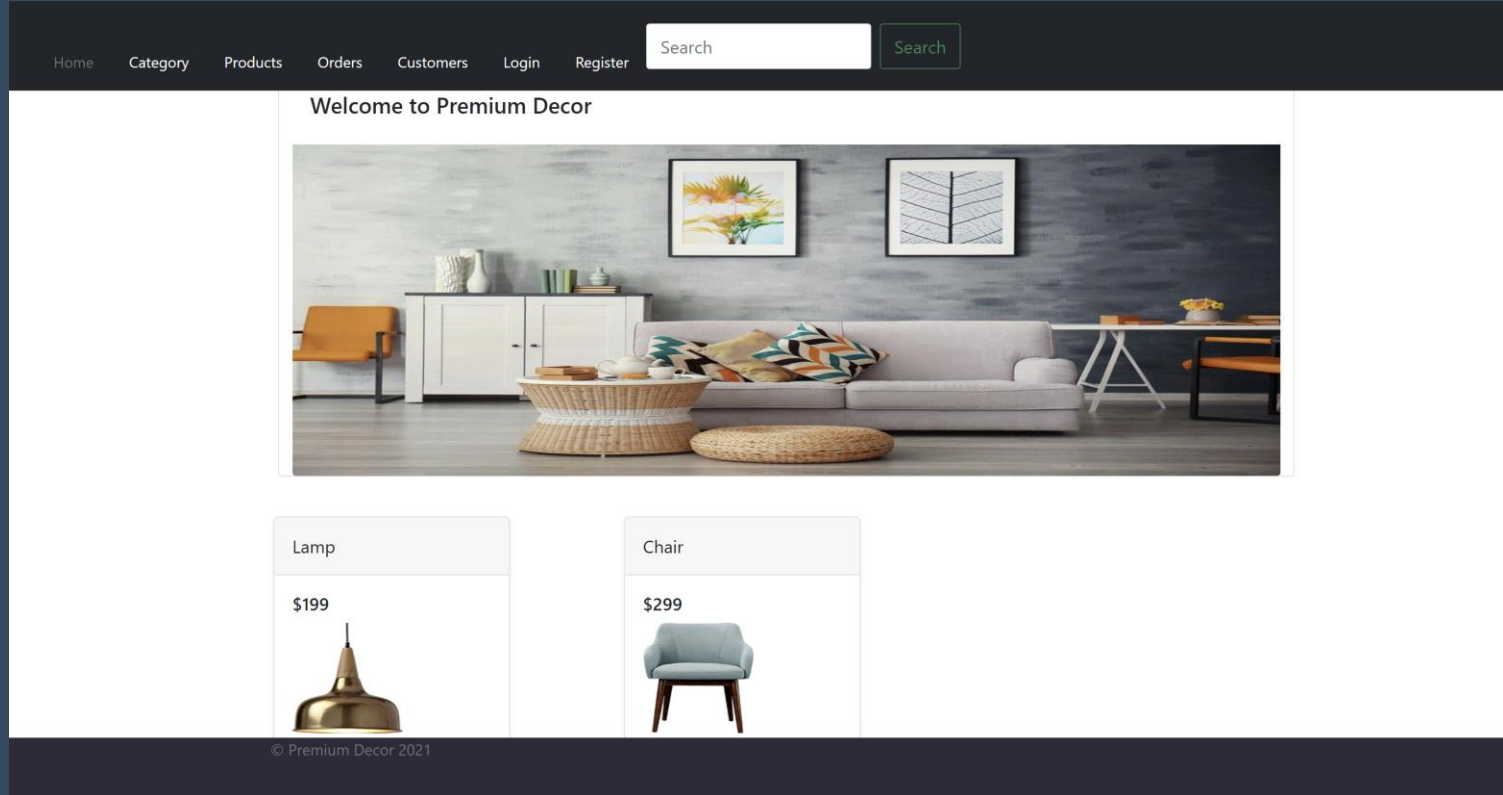 Home Category Products Orders Customers Login Register Search Search
Welcome to Premium Decor
Lamp
$199
Chair
$299
© Premium Decor 2021